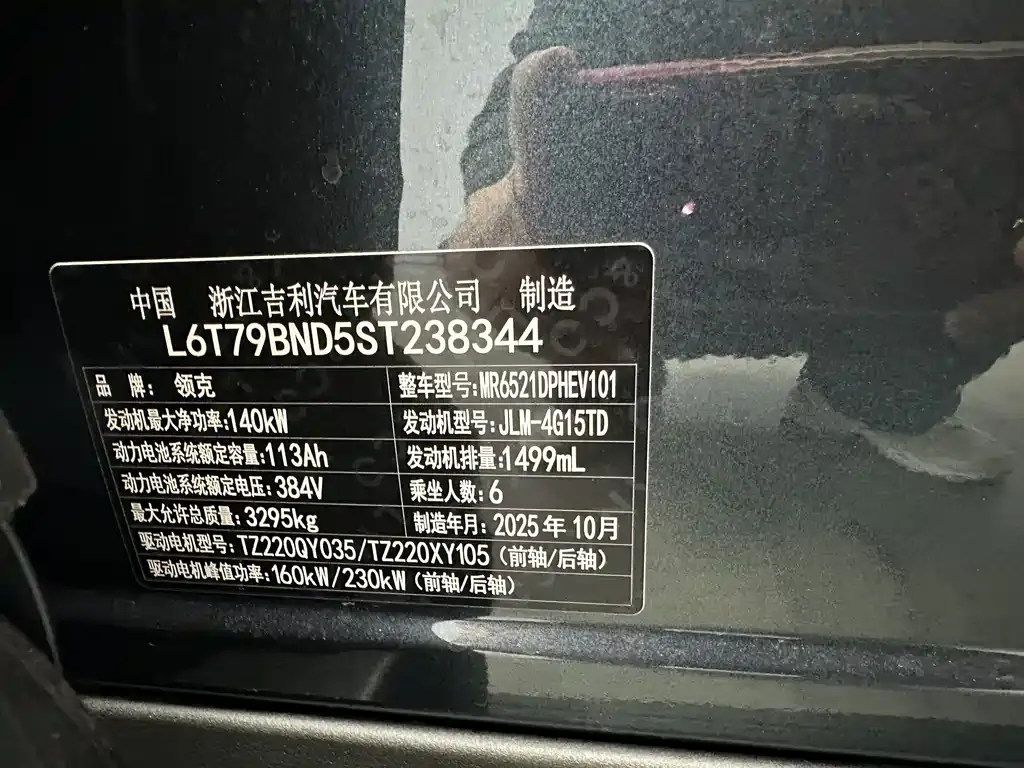 中国 浙江吉利汽车有限公司 制造
L6T79BND5ST238344
品 牌：领克 整车型号:MR6521DPHEV101
发动机最大净功率:140kW 发动机型号:JLM-4G15TD
动力电池系统额定容量:113Ah 发动机排量:1499mL
动力电池系统额定电压:384V 乘坐人数:6
最大允许总质量:3295kg 制造年月:2025年10月
驱动电机型号:TZ220QY035/TZ220XY105（前轴/后轴）
驱动电机峰值功率:160kW/230kW（前轴/后轴）